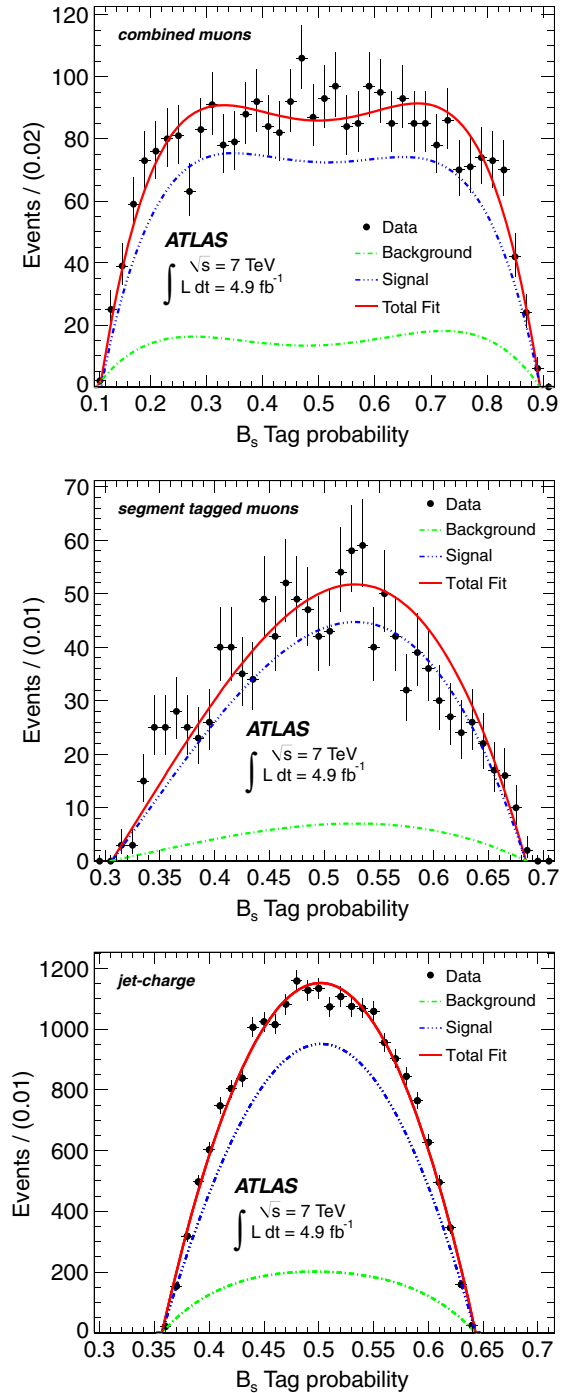 combined muons
Events / (0.02)
120
100
80
60
40
20
0
ATLAS
√s = 7 TeV
∫ L dt = 4.9 fb⁻¹
Data
Background
Signal
Total Fit
0.1 0.2 0.3 0.4 0.5 0.6 0.7 0.8 0.9
Bₛ Tag probability
segment tagged muons
Events / (0.01)
70
60
50
40
30
20
10
0
Data
Background
Signal
Total Fit
ATLAS
√s = 7 TeV
∫ L dt = 4.9 fb⁻¹
0.3 0.35 0.4 0.45 0.5 0.55 0.6 0.65 0.7
Bₛ Tag probability
jet-charge
Events / (0.01)
1200
1000
800
600
400
200
0
Data
Background
Signal
Total Fit
ATLAS
√s = 7 TeV
∫ L dt = 4.9 fb⁻¹
0.3 0.35 0.4 0.45 0.5 0.55 0.6 0.65 0.7
Bₛ Tag probability